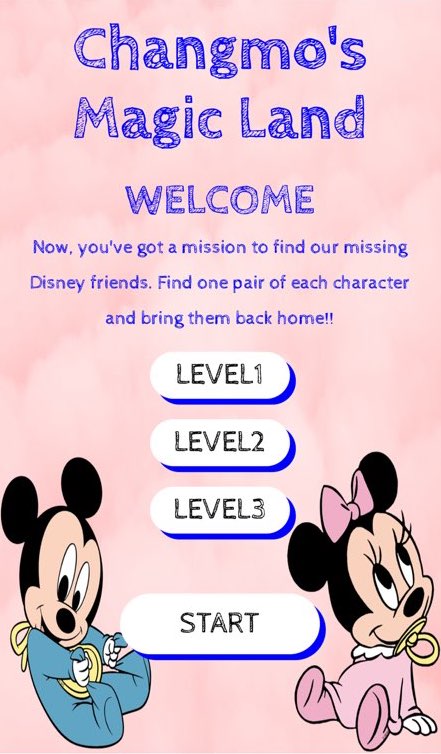 Changmo's
Magic Land
WELCOME
Now, you've got a mission to find our missing
Disney friends. Find one pair of each character
and bring them back home!!
LEVEL1
LEVEL2
LEVEL3
START